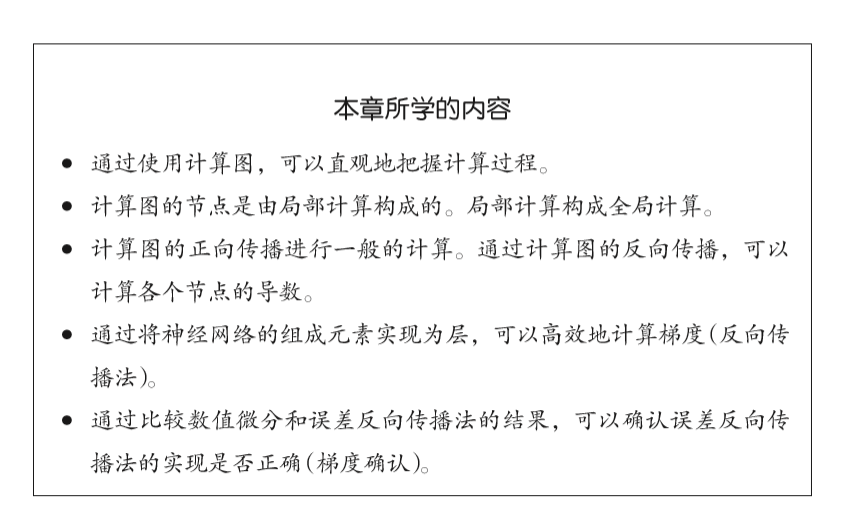 本章所学的内容
● 通过使用计算图，可以直观地把握计算过程。
● 计算图的节点是由局部计算构成的。局部计算构成全局计算。
● 计算图的正向传播进行一般的计算。通过计算图的反向传播，可以
计算各个节点的导数。
● 通过将神经网络的组成元素实现为层，可以高效地计算梯度(反向传
播法)。
● 通过比较数值微分和误差反向传播法的结果，可以确认误差反向传
播法的实现是否正确(梯度确认)。